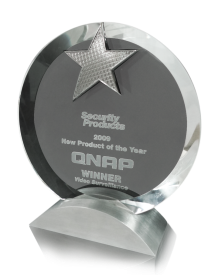 Security
Products
2009
New Product of the Year
QNAP
WINNER
Video Surveillance